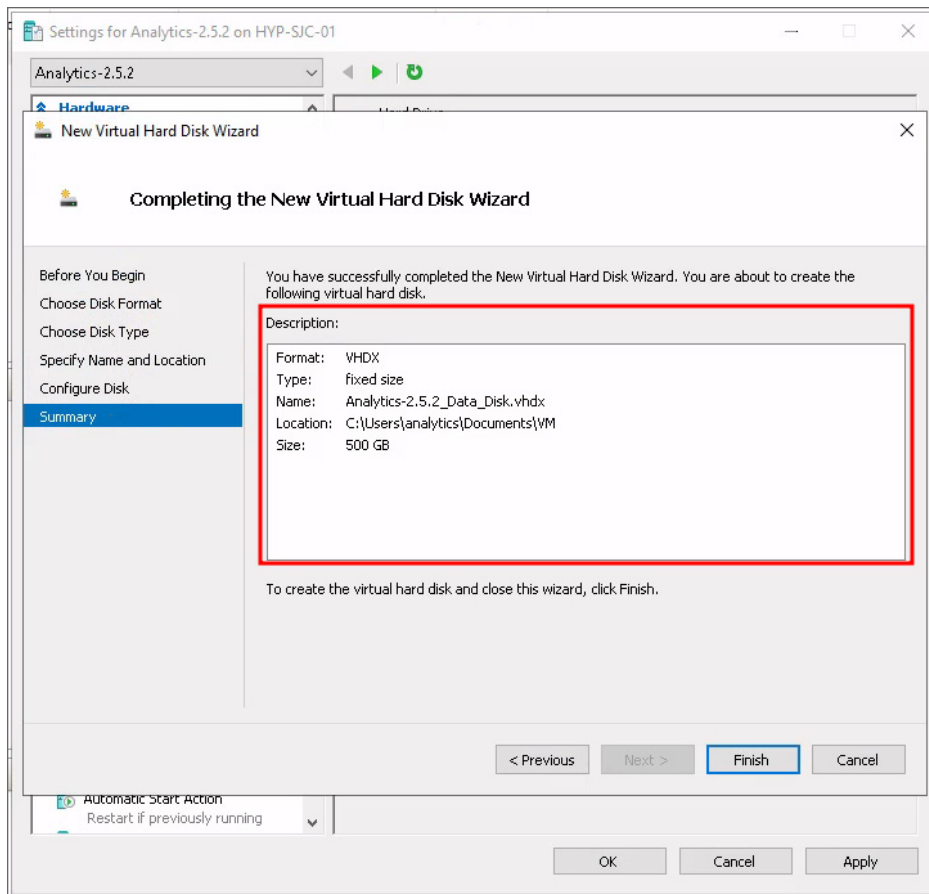 Settings for Analytics-2.5.2 on HYP-SJC-01
Analytics-2.5.2
Hardware
Hard Drive
New Virtual Hard Disk Wizard
Completing the New Virtual Hard Disk Wizard
Before You Begin
Choose Disk Format
Choose Disk Type
Specify Name and Location
Configure Disk
Summary
You have successfully completed the New Virtual Hard Disk Wizard. You are about to create the
following virtual hard disk.
Description:
Format: VHDX
Type: fixed size
Name: Analytics-2.5.2_Data_Disk.vhdx
Location: C:\Users\analytics\Documents\VM
Size: 500 GB
To create the virtual hard disk and close this wizard, click Finish.
< Previous Next > Finish Cancel
Automatic Start Action
Restart if previously running
OK Cancel Apply